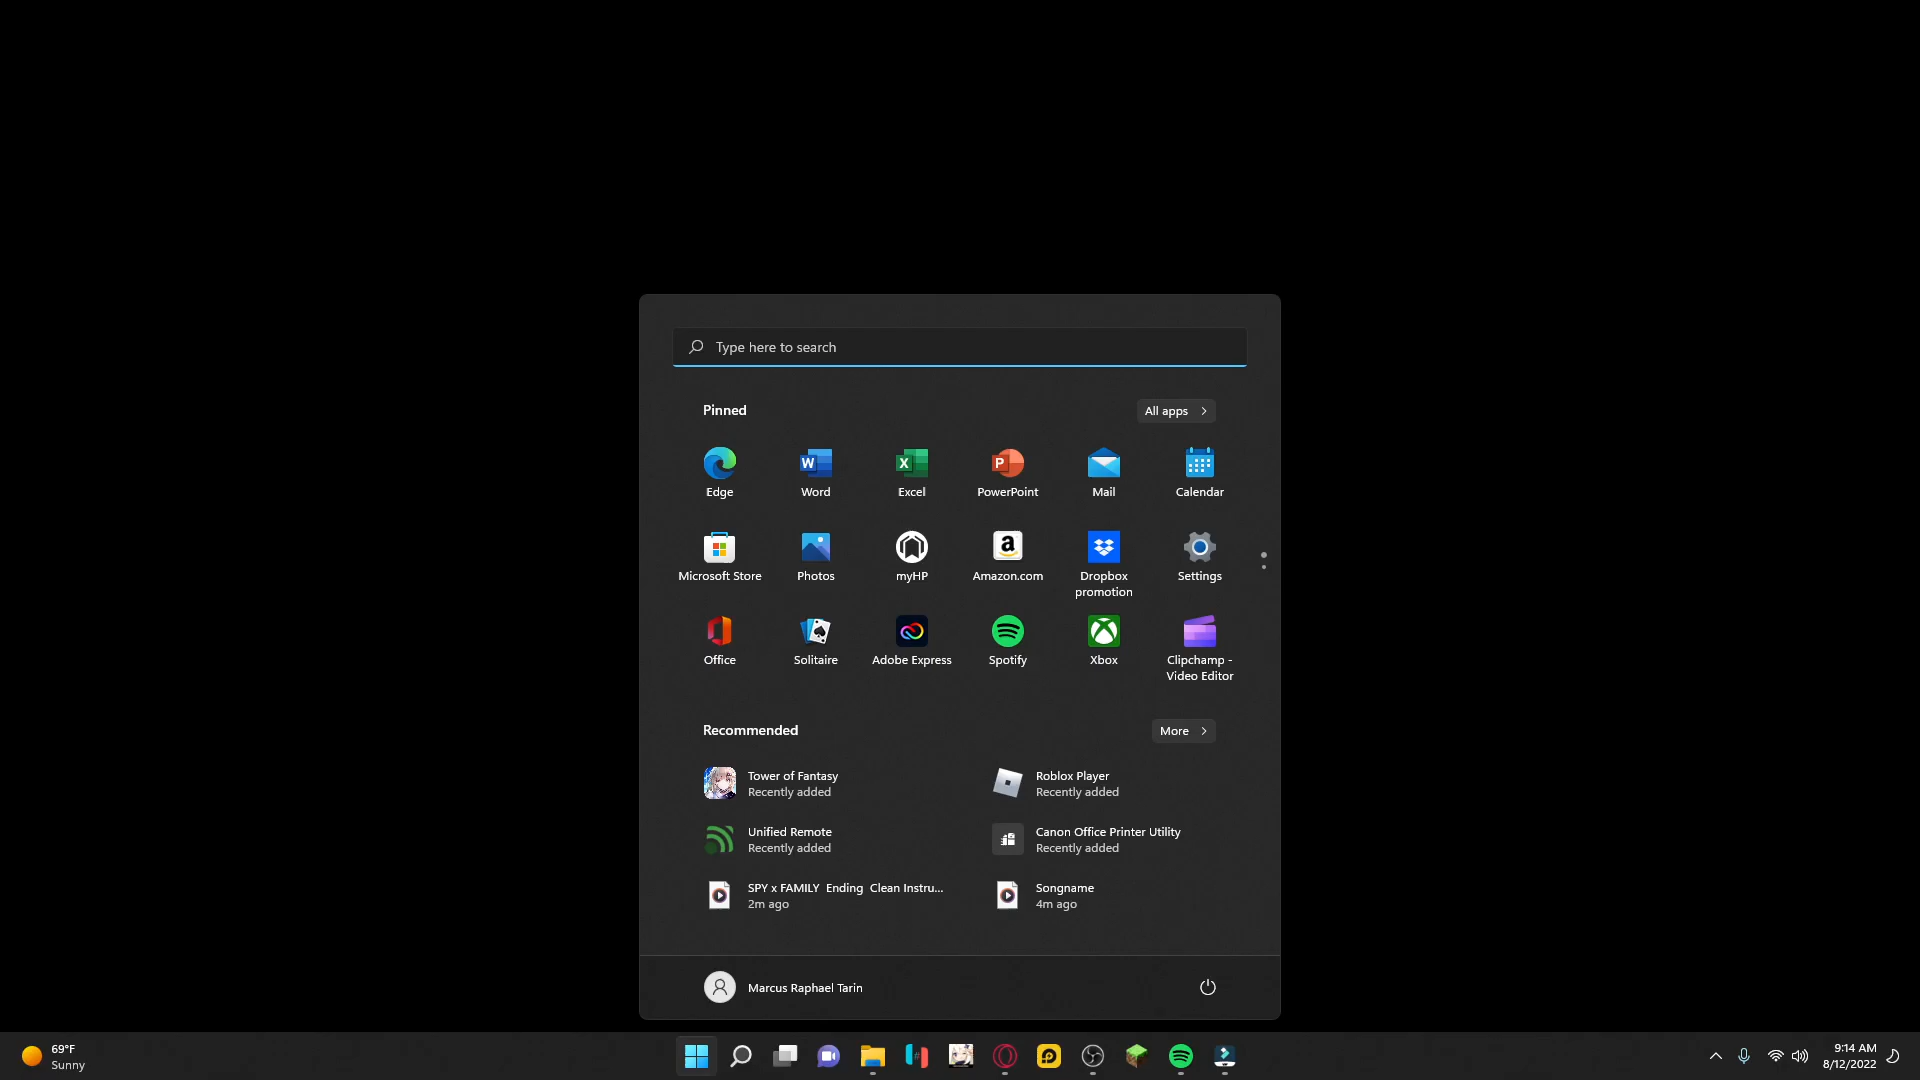 Type here to search
Pinned
All apps
Edge
Word
Excel
PowerPoint
Mail
Calendar
Microsoft Store
Photos
myHP
Amazon.com
Dropbox
promotion
Settings
Office
Solitaire
Adobe Express
Spotify
Xbox
Clipchamp -
Video Editor
Recommended
More
Tower of Fantasy
Recently added
Roblox Player
Recently added
Unified Remote
Recently added
Canon Office Printer Utility
Recently added
SPY x FAMILY Ending Clean Instru...
2m ago
Songname
4m ago
Marcus Raphael Tarin
69°F
Sunny
9:14 AM
8/12/2022